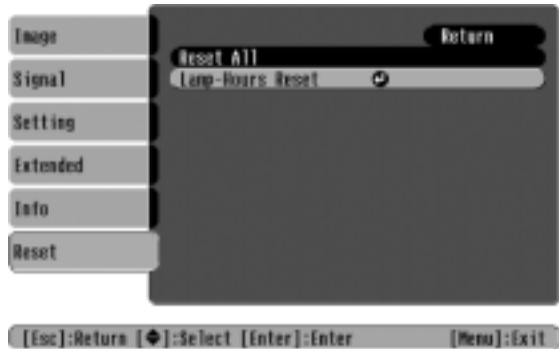 Image
Signal
Setting
Extended
Info
Reset
Return
Reset All
Lamp-Hours Reset
[Esc]:Return [◆]:Select [Enter]:Enter [Menu]:Exit